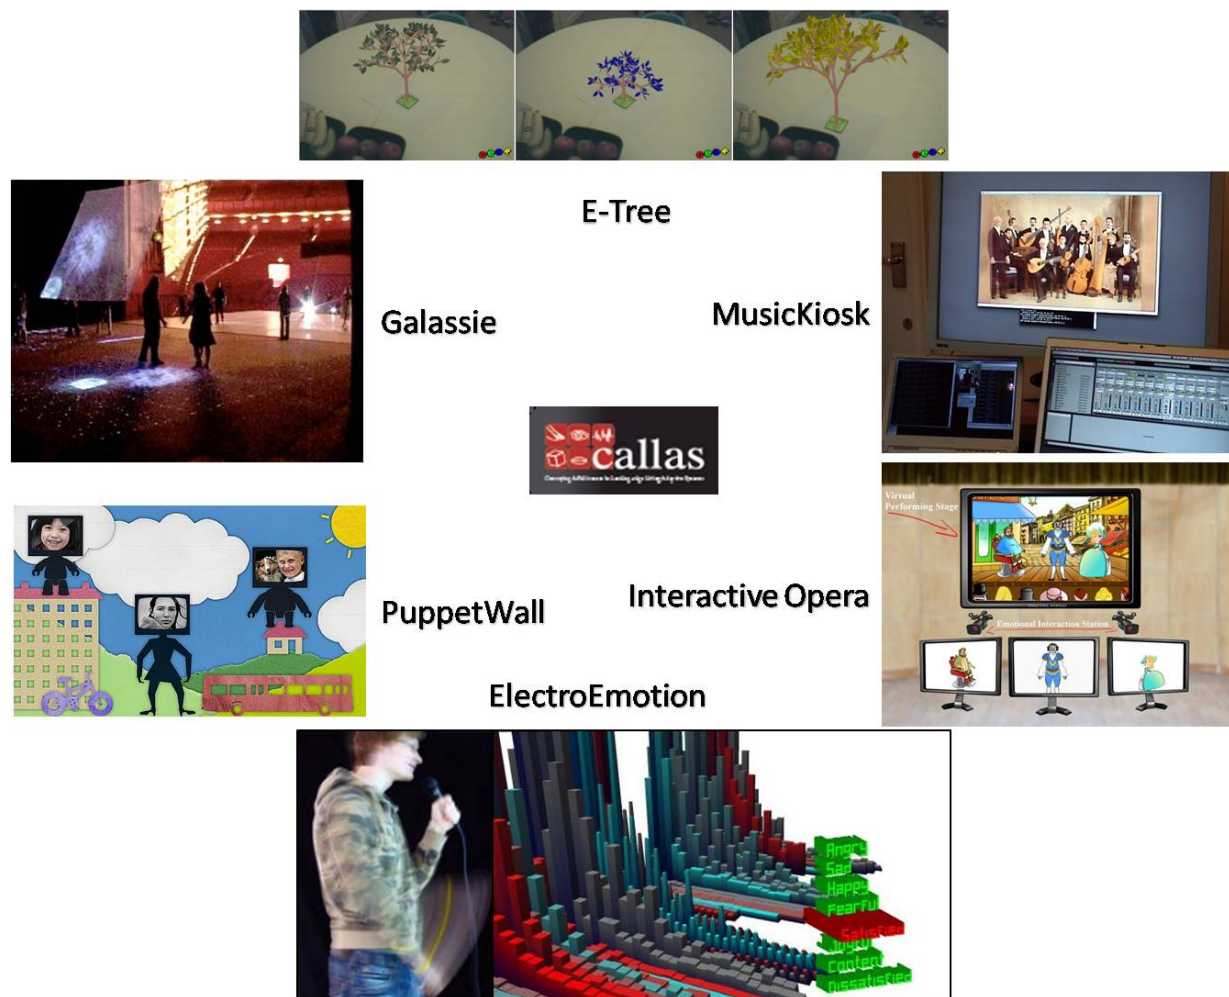 E-Tree
Galassie
MusicKiosk
callas
Virtual
Performing Stage
Emotional Interaction Station
PuppetWall
Interactive Opera
ElectroEmotion
Angry
Sad
Happy
Fearful
Satisfied
Joyful
Content
Dissatisfied